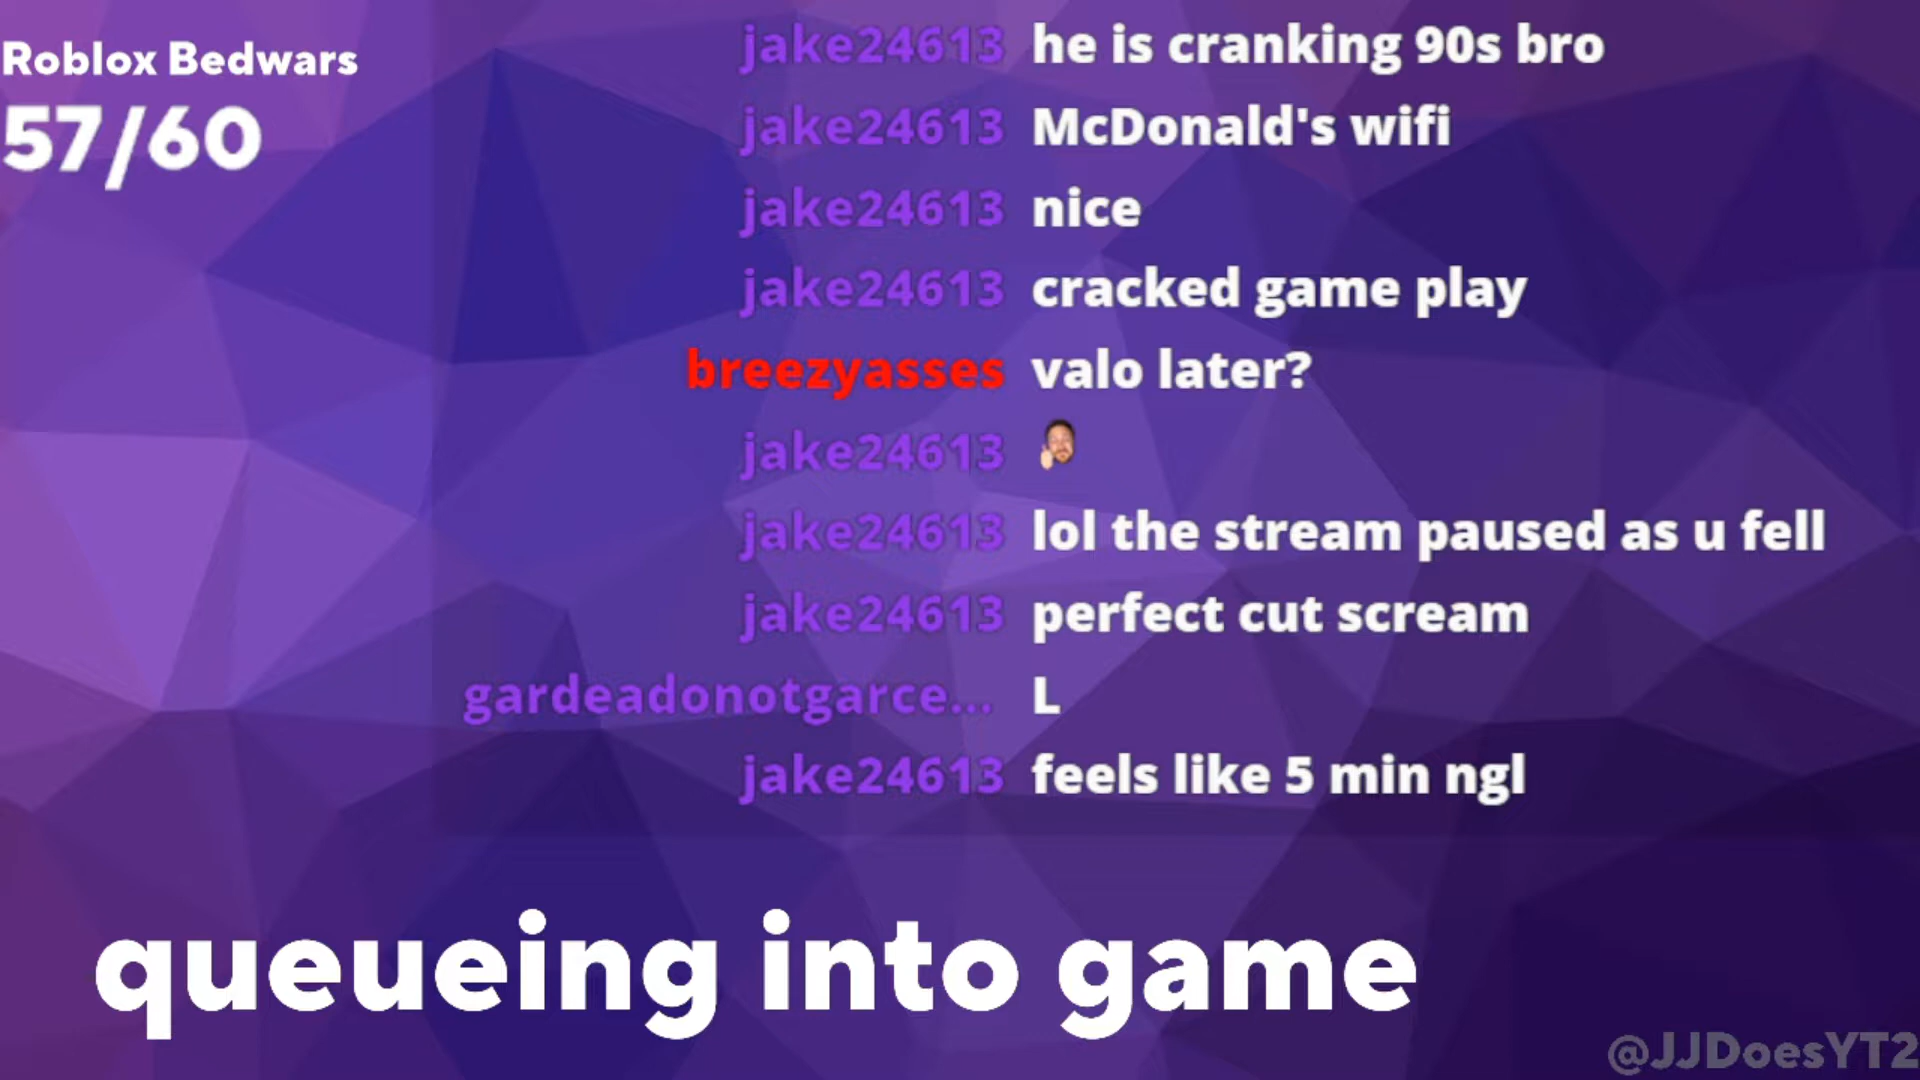 Roblox Bedwars
57/60
jake24613 he is cranking 90s bro
jake24613 McDonald's wifi
jake24613 nice
jake24613 cracked game play
breezyasses valo later?
jake24613
jake24613 lol the stream paused as u fell
jake24613 perfect cut scream
gardeadonotgarce... L
jake24613 feels like 5 min ngl
queueing into game
@JJDoesYT2